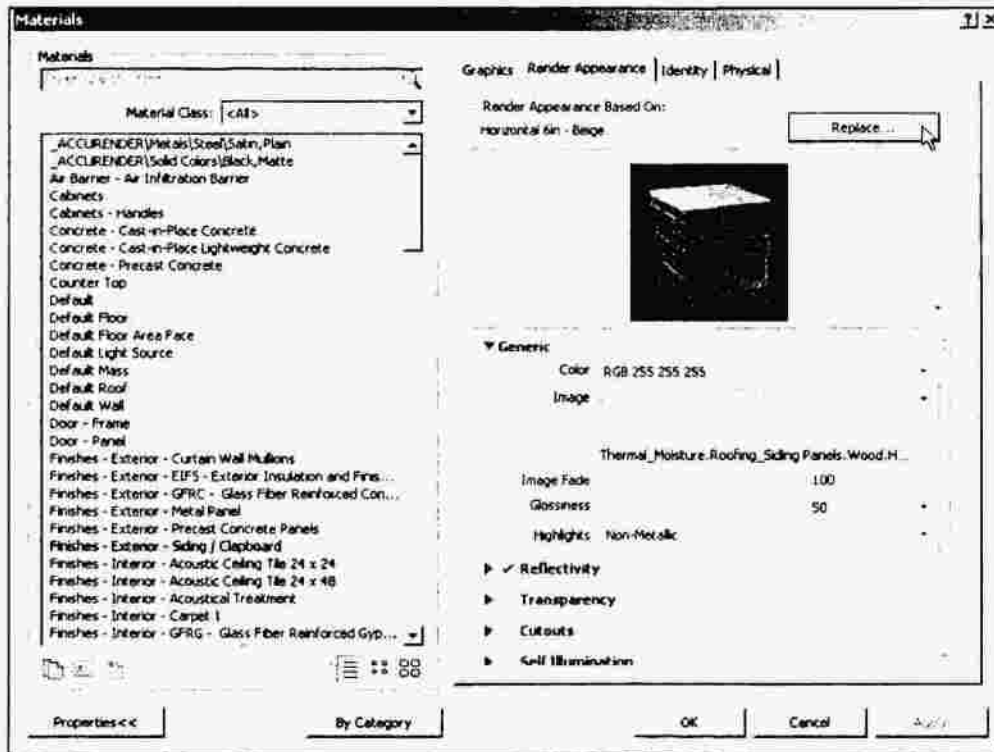 Materials
? x
Materials
Material Class: <All>
_ACCURENDER\Metals\Steel\Satin,Plain
_ACCURENDER\Solid Colors\Black,Matte
Air Barrier - Air Infiltration Barrier
Cabinets
Cabinets - Handles
Concrete - Cast-in-Place Concrete
Concrete - Cast-in-Place Lightweight Concrete
Concrete - Precast Concrete
Counter Top
Default
Default Floor
Default Floor Area Face
Default Light Source
Default Mass
Default Roof
Default Wall
Door - Frame
Door - Panel
Finishes - Exterior - Curtain Wall Mullions
Finishes - Exterior - EIFS - Exterior Insulation and Finis...
Finishes - Exterior - GFRC - Glass Fiber Reinforced Con...
Finishes - Exterior - Metal Panel
Finishes - Exterior - Precast Concrete Panels
Finishes - Exterior - Siding / Clapboard
Finishes - Interior - Acoustic Ceiling Tile 24 x 24
Finishes - Interior - Acoustic Ceiling Tile 24 x 48
Finishes - Interior - Acoustical Treatment
Finishes - Interior - Carpet 1
Finishes - Interior - GFRG - Glass Fiber Reinforced Gyp...
Properties<<
By Category
Graphics Render Appearance Identity Physical
Render Appearance Based On:
Horizontal 6in - Beige
Replace...
Generic
Color RGB 255 255 255
Image
Thermal_Moisture.Roofing_Siding Panels.Wood.H...
Image Fade 100
Glossiness 50
Highlights Non-Metallic
✓ Reflectivity
Transparency
Cutouts
Self Illumination
OK
Cancel
Apply